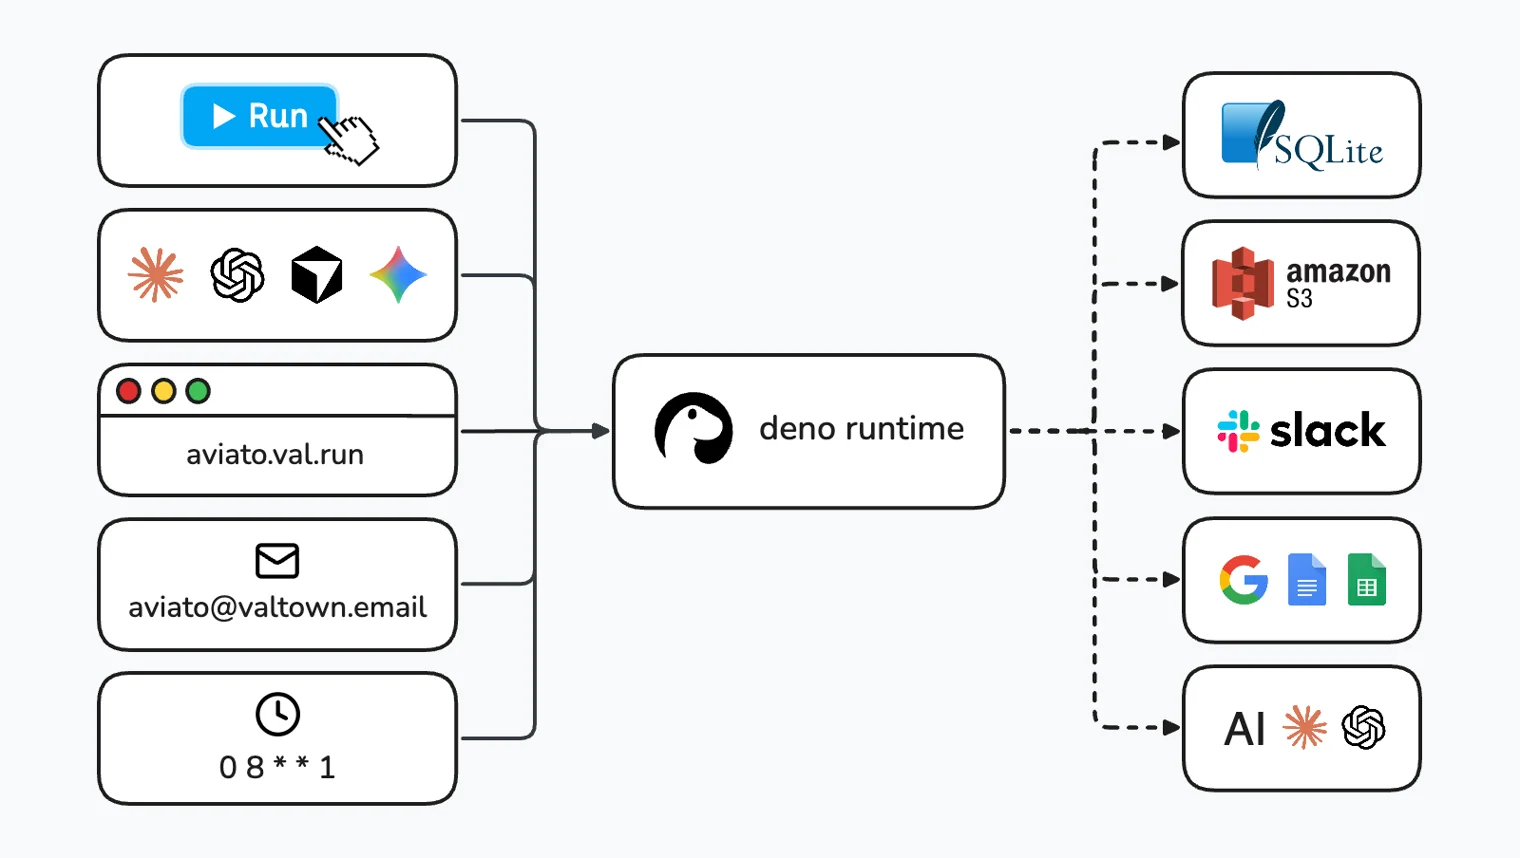 Run
aviato.val.run
aviato@valtown.email
0 8 * * 1
deno runtime
SQLite
amazon
S3
slack
AI